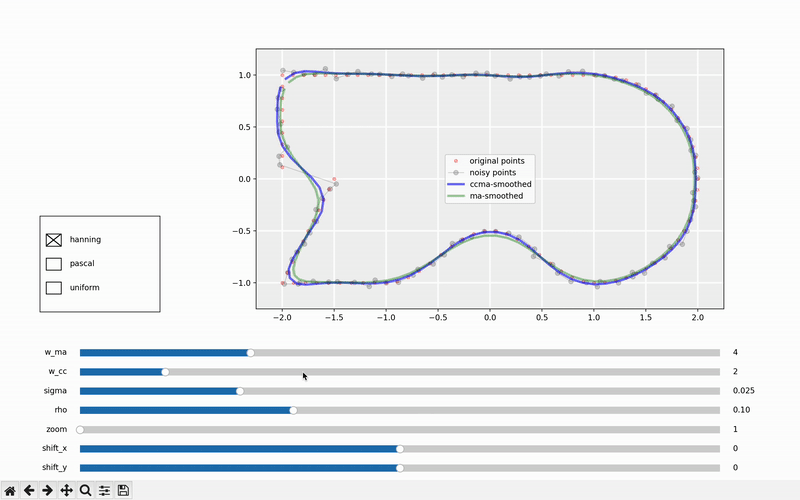 1.0
0.5
0.0
−0.5
−1.0
−2.0 −1.5 −1.0 −0.5 0.0 0.5 1.0 1.5 2.0
original points
noisy points
ccma-smoothed
ma-smoothed
hanning
pascal
uniform
w_ma 4
w_cc 2
sigma 0.025
rho 0.10
zoom 1
shift_x 0
shift_y 0